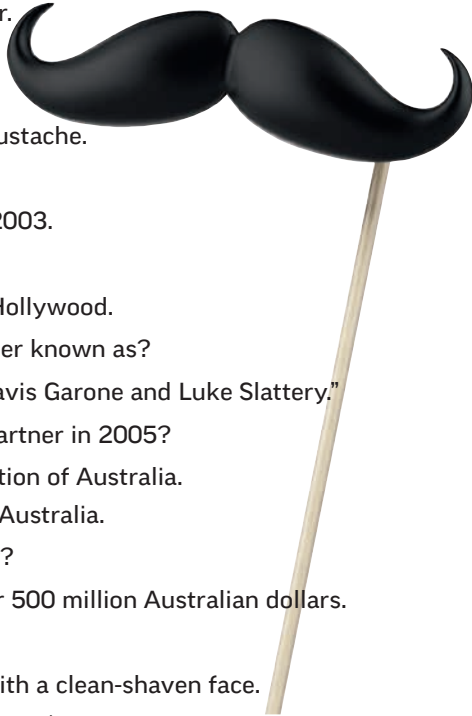 r.
ustache.
2003.
Hollywood.
er known as?
avis Garone and Luke Slattery.”
artner in 2005?
tion of Australia.
Australia.
?
r 500 million Australian dollars.
ith a clean-shaven face.